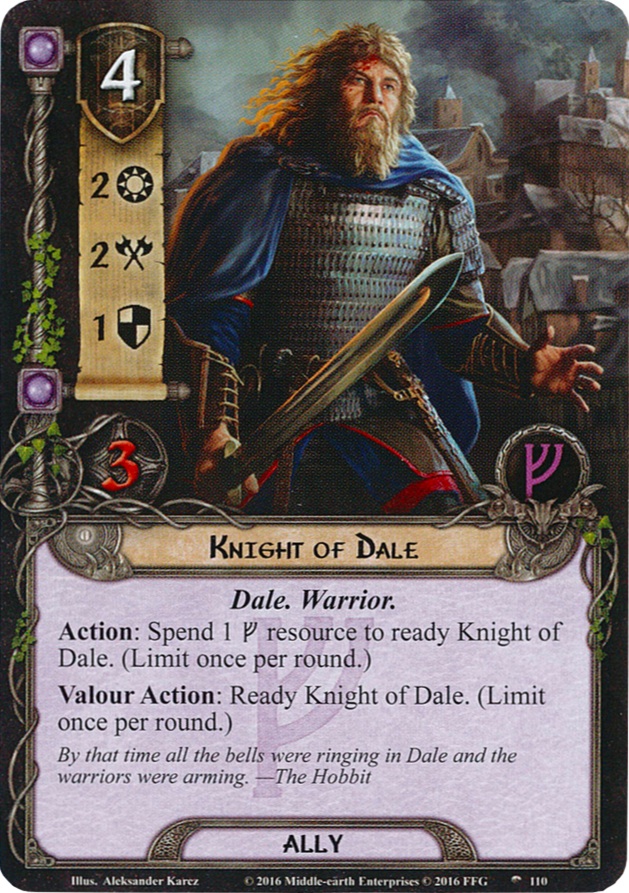 4
2
2
1
3
Knight of Dale
Dale. Warrior.
Action: Spend 1 ᚠ resource to ready Knight of
Dale. (Limit once per round.)
Valour Action: Ready Knight of Dale. (Limit
once per round.)
By that time all the bells were ringing in Dale and the
warriors were arming. —The Hobbit
ALLY
Illus. Aleksander Karcz © 2016 Middle-earth Enterprises © 2016 FFG 110